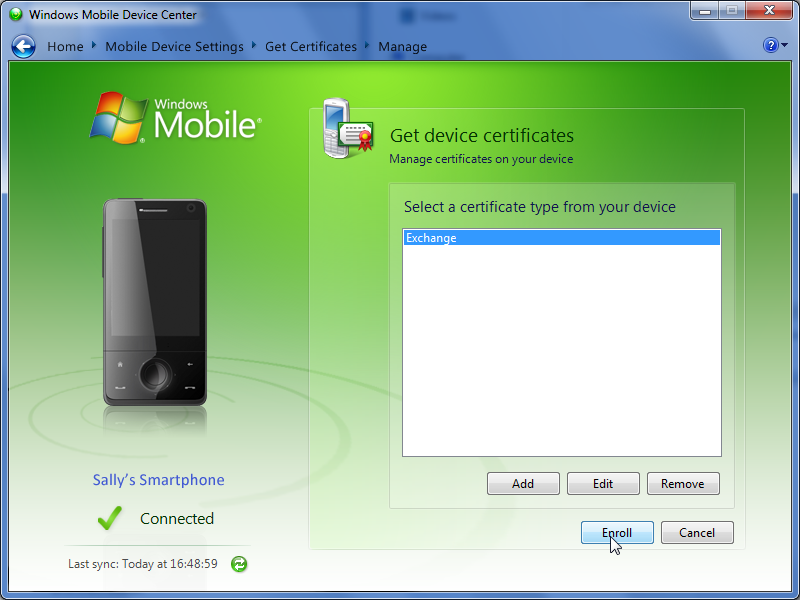 Windows Mobile Device Center
Home Mobile Device Settings Get Certificates Manage
Windows
Mobile
Get device certificates
Manage certificates on your device
Select a certificate type from your device
Exchange
Add Edit Remove
Enroll Cancel
Sally's Smartphone
Connected
Last sync: Today at 16:48:59